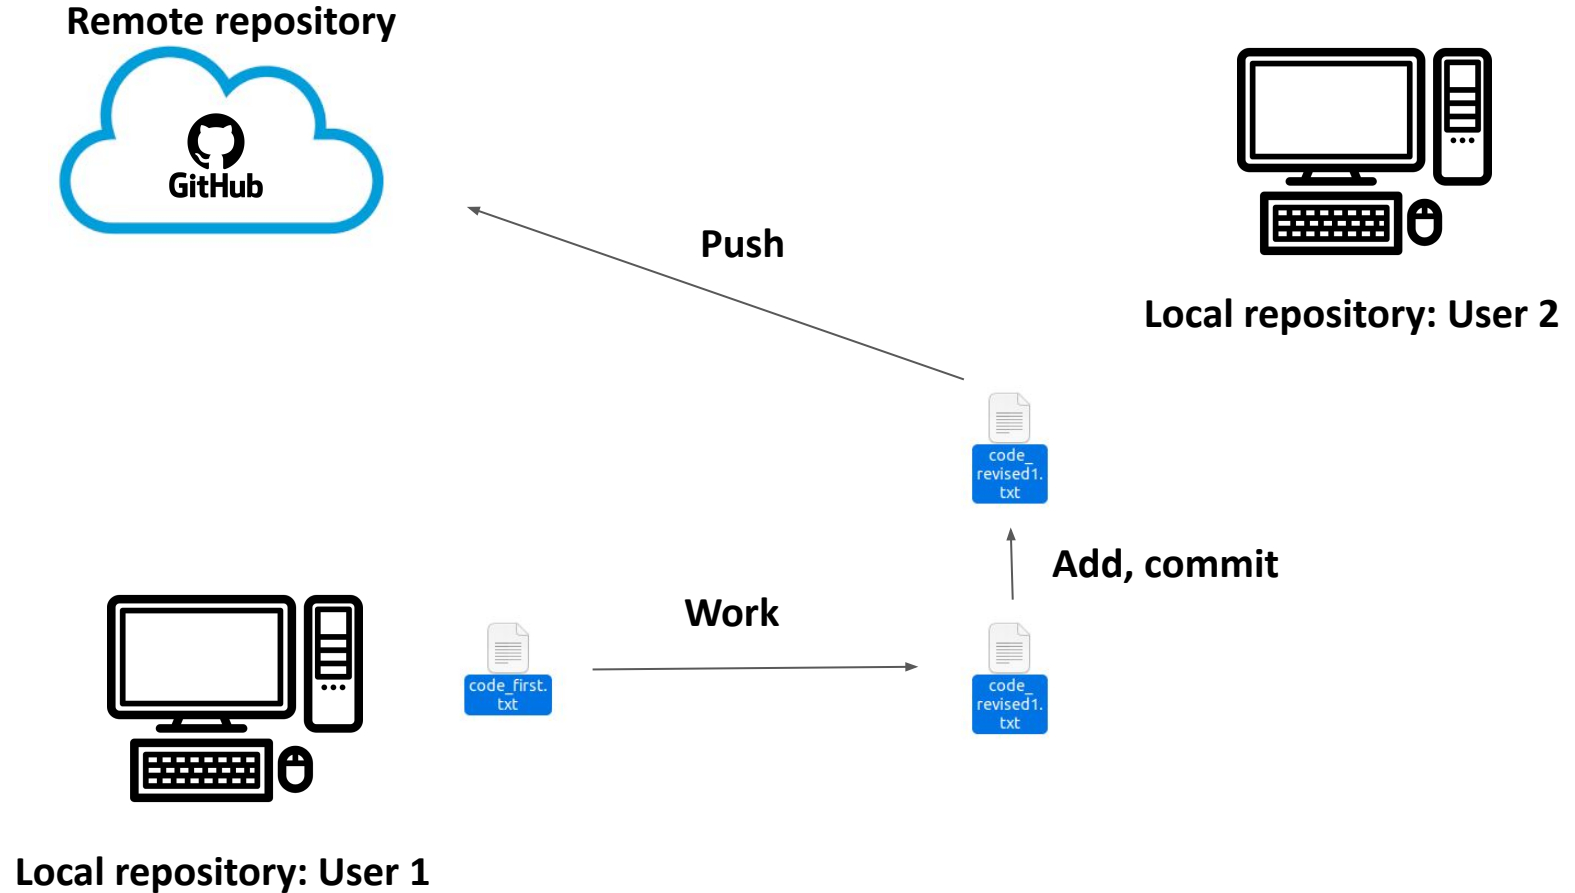 Remote repository
GitHub
Push
Local repository: User 2
code_
revised1.
txt
Add, commit
Work
code_first.
txt
code_
revised1.
txt
Local repository: User 1